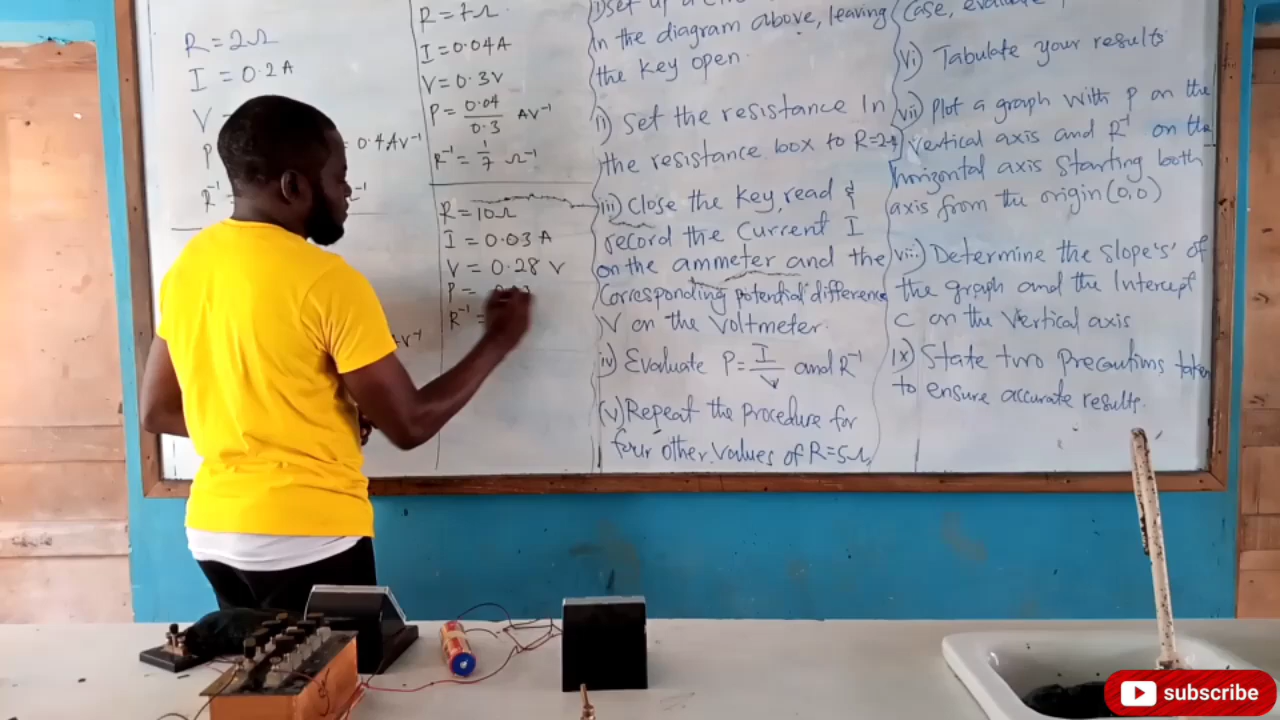 R = 2Ω
I = 0.2 A
V
P = 0.4 AV⁻¹
R⁻¹ Ω⁻¹
AV⁻¹
R = 7Ω
I = 0.04 A
V = 0.3V
P = 0.04/0.3 AV⁻¹
R⁻¹ = 1/7 Ω⁻¹
R = 10Ω
I = 0.03 A
V = 0.28 V
P =
R⁻¹ =
in the diagram above, leaving
the key open.
ii) Set the resistance in
the resistance box to R=2Ω
iii) Close the key, read &
record the current I
on the ammeter and the
corresponding potential difference
V on the Voltmeter.
iv) Evaluate P = I/V and R⁻¹
(v) Repeat the procedure for
four other values of R=5Ω,
case, evaluate
vi) Tabulate your results
vii) Plot a graph with P on the
vertical axis and R⁻¹ on the
horizontal axis starting both
axis from the origin (0,0)
viii) Determine the slope 's' of
the graph and the Intercept
C on the Vertical axis
ix) State two Precautions taken
to ensure accurate results.
subscribe